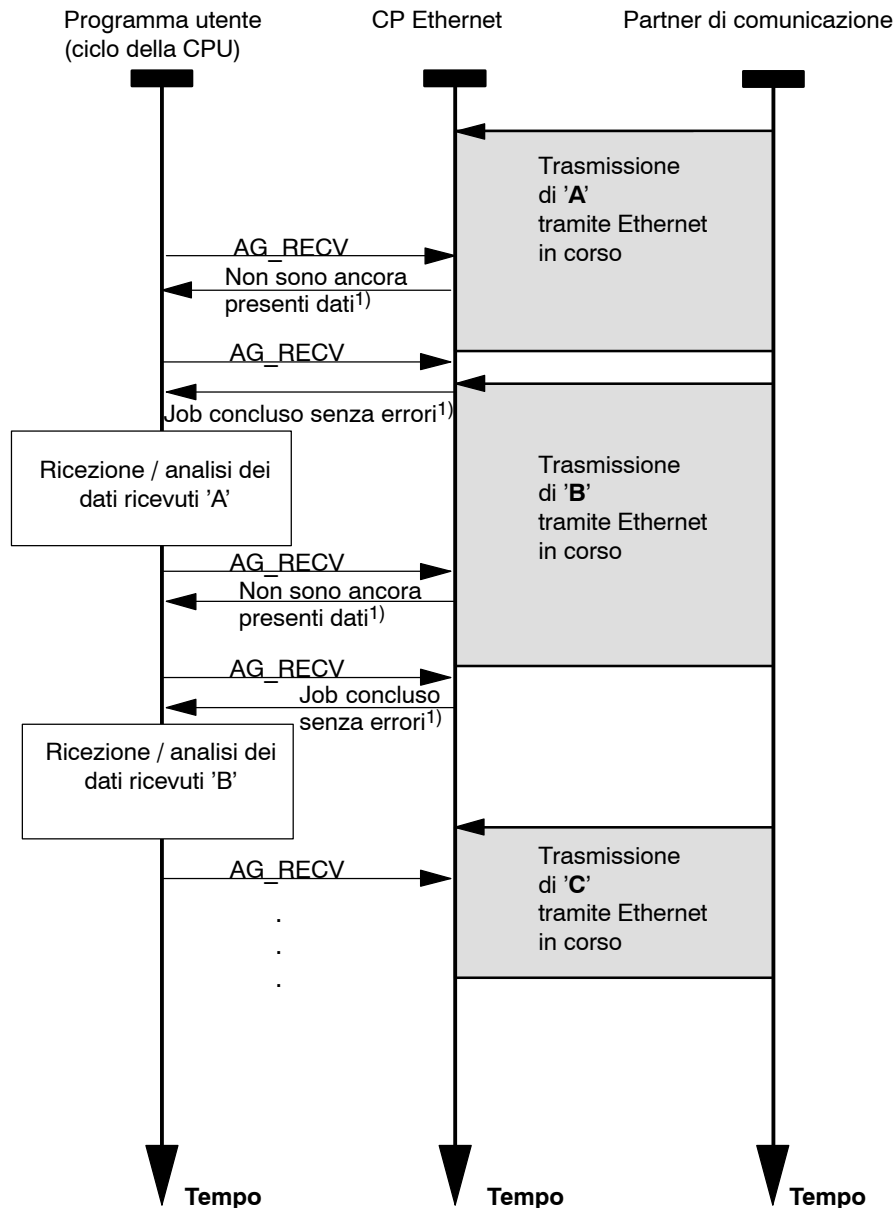 Programma utente
(ciclo della CPU)
CP Ethernet
Partner di comunicazione
Trasmissione
di ’A’
tramite Ethernet
in corso
AG_RECV
Non sono ancora
presenti dati1)
AG_RECV
Job concluso senza errori1)
Ricezione / analisi dei
dati ricevuti ’A’
Trasmissione
di ’B’
tramite Ethernet
in corso
AG_RECV
Non sono ancora
presenti dati1)
AG_RECV
Job concluso
senza errori1)
Ricezione / analisi dei
dati ricevuti ’B’
Trasmissione
di ’C’
tramite Ethernet
in corso
AG_RECV
.
.
.
Tempo
Tempo
Tempo